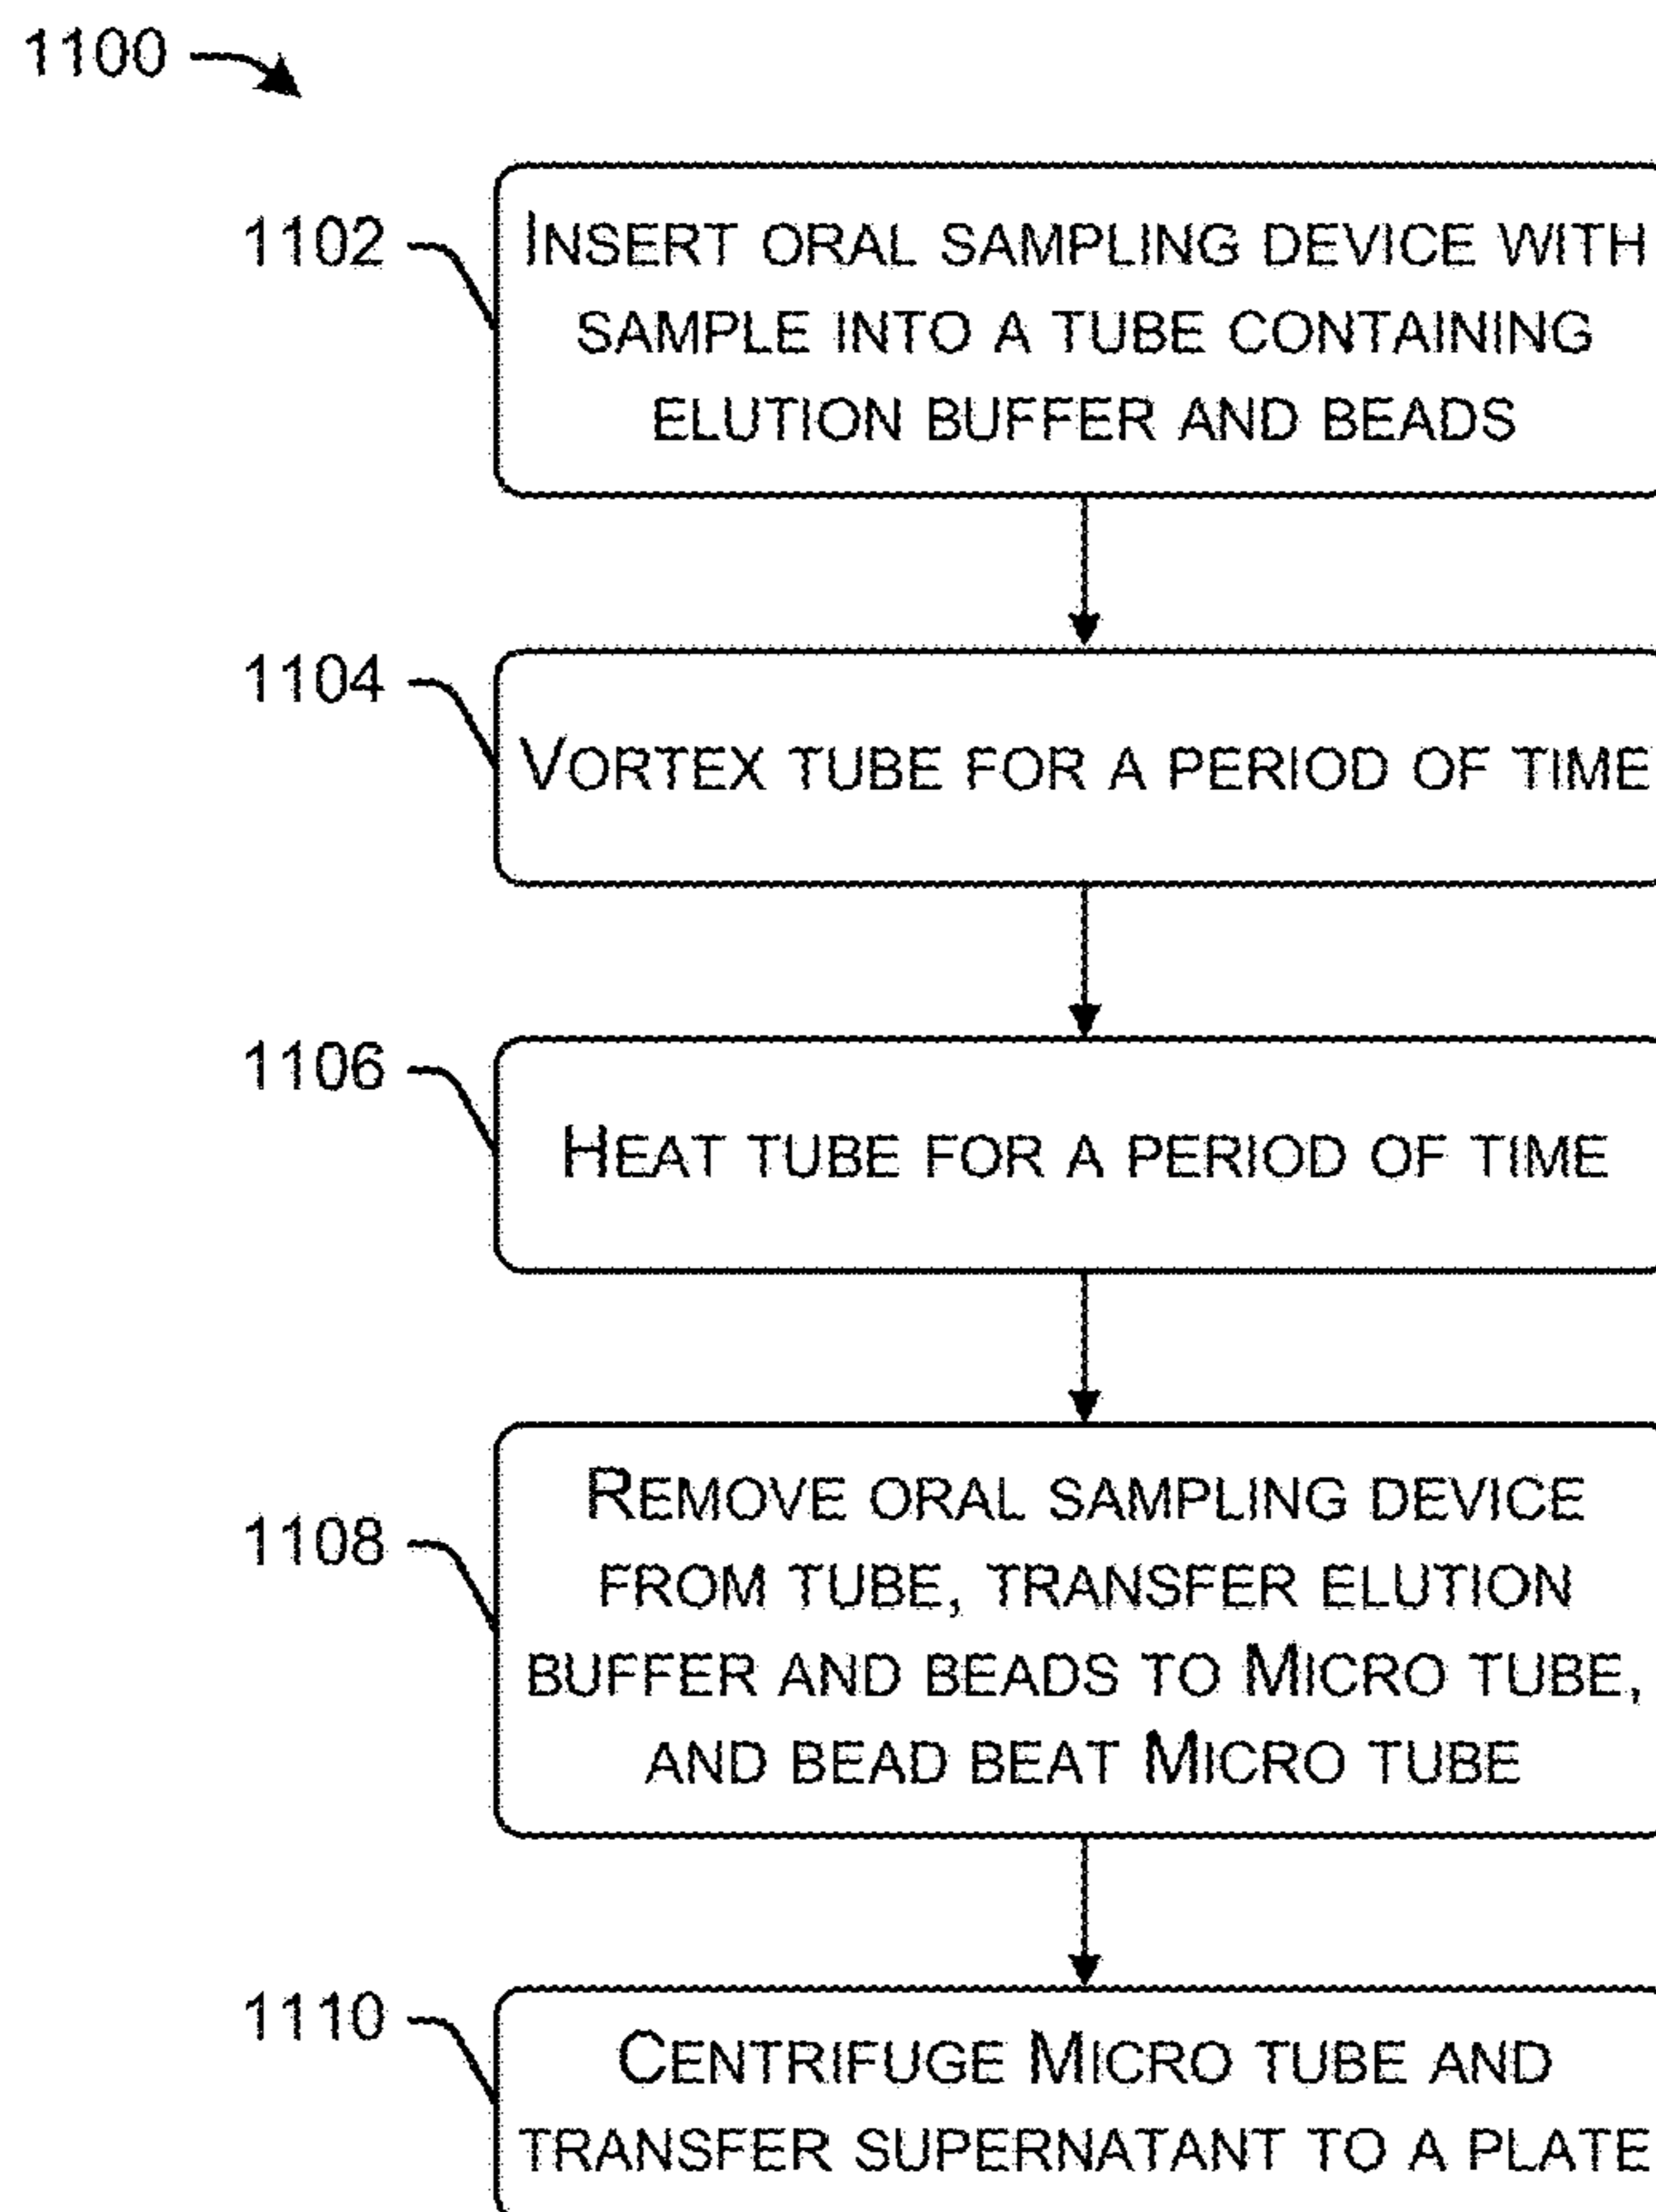 1100
1102
INSERT ORAL SAMPLING DEVICE WITH
SAMPLE INTO A TUBE CONTAINING
ELUTION BUFFER AND BEADS
1104
VORTEX TUBE FOR A PERIOD OF TIME
1106
HEAT TUBE FOR A PERIOD OF TIME
1108
REMOVE ORAL SAMPLING DEVICE
FROM TUBE, TRANSFER ELUTION
BUFFER AND BEADS TO MICRO TUBE,
AND BEAD BEAT MICRO TUBE
1110
CENTRIFUGE MICRO TUBE AND
TRANSFER SUPERNATANT TO A PLATE